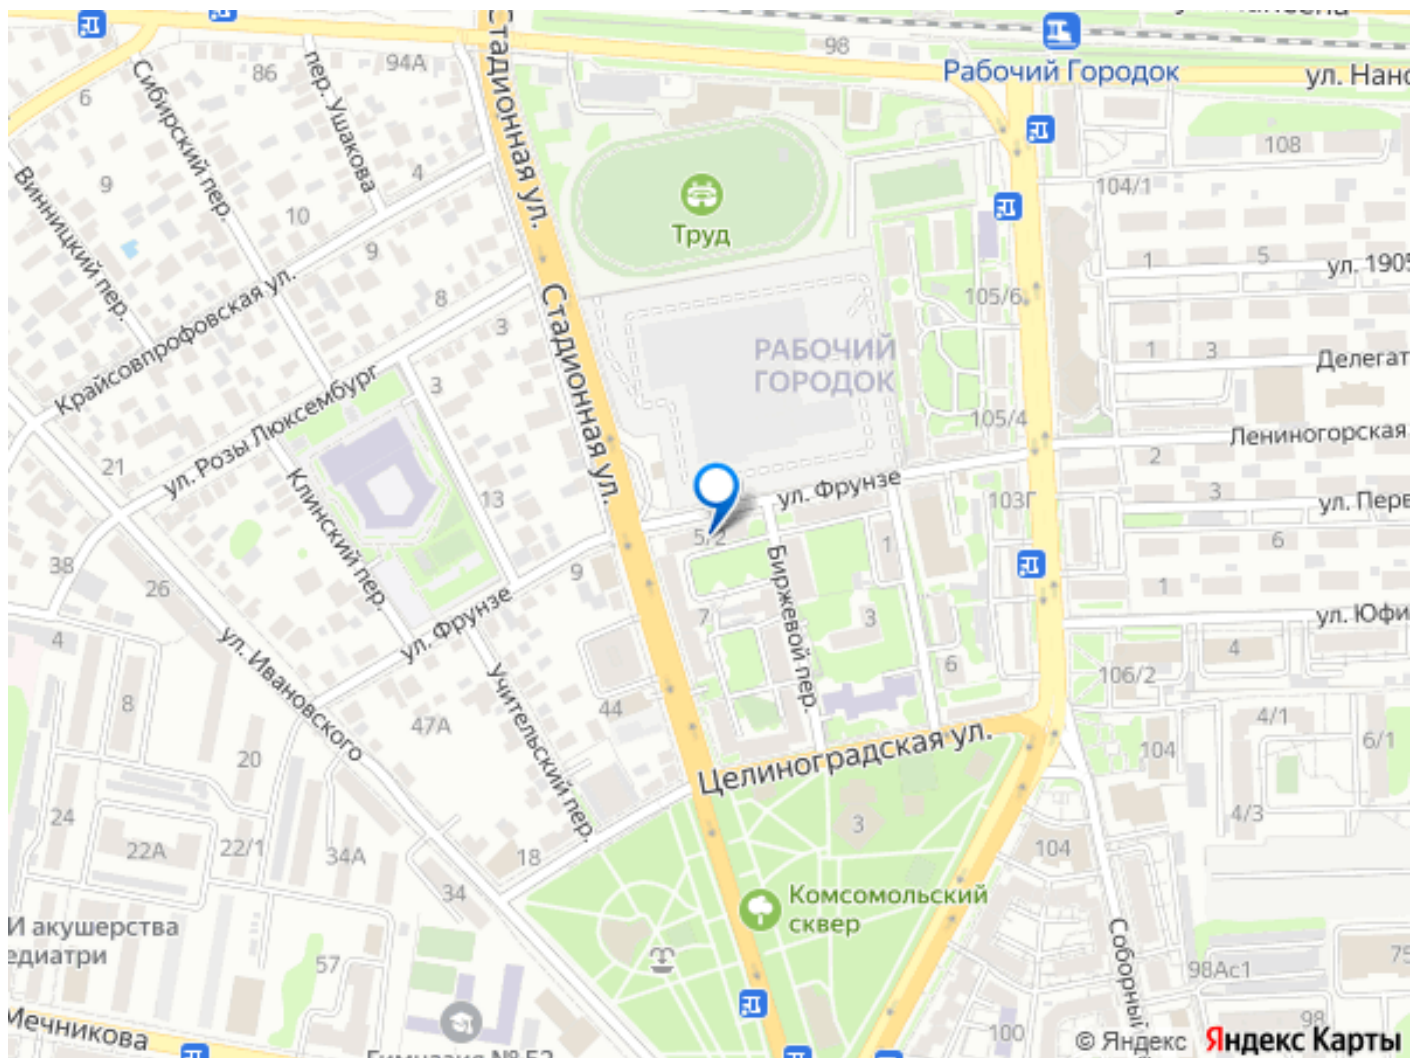 98
94А
86
6
Рабочий Городок
Сибирский пер.
пер. Ушакова
Стадионная ул.
108
104/1
4
9
10
Винницкий пер.
Труд
9
1
5
ул. 1905
8
105/6
Крайсовпрофовская ул.
3
Стадионная ул.
РАБОЧИЙ
ГОРОДОК
1
3
Делегат
3
ул. Розы Люксембург
105/4
Лениногорская
2
21
13
Клинский пер.
ул. Фрунзе
103Г
3
ул. Перв
5/2
1
6
38
26
9
Биржевой пер.
1
ул. Фрунзе
7
3
ул. Юфи
4
ул. Ивановского
4
6
106/2
8
Учительский пер.
44
47А
4/1
6/1
104
20
Целиноградская ул.
24
22А
22/1
34А
18
3
4/3
104
34
Комсомольский
сквер
И акушерства
едиатри
57
Соборный
98Ас1
75
Мечникова
100
98
Гимназия № 52
© Яндекс Яндекс Карты